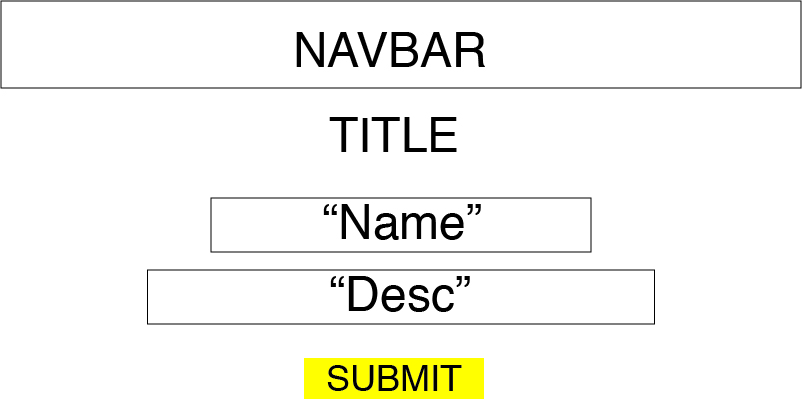 NAVBAR
TITLE
“Name”
“Desc”
SUBMIT